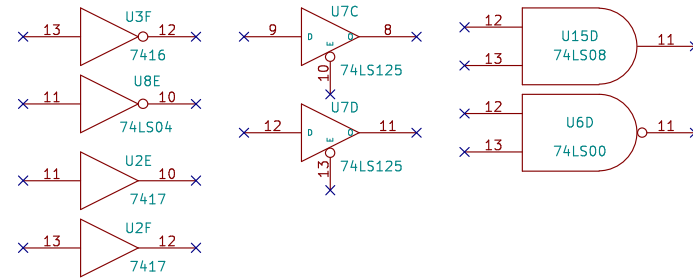 U3F
13 12
7416
U8E
11 10
74LS04
U2E
11 10
7417
U2F
13 12
7417
U7C
9 D O 8
E
10
74LS125
U7D
12 D O 11
E
13
74LS125
12
U15D
11
74LS08
13
12
U6D
11
74LS00
13